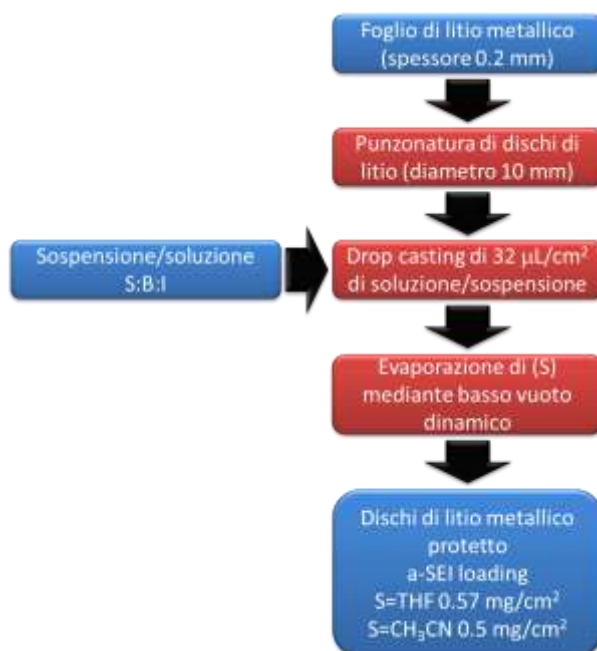 Foglio di litio metallico
(spessore 0.2 mm)
Punzonatura di dischi di
litio (diametro 10 mm)
Sospensione/soluzione
S:B:I
Drop casting di 32 μL/cm²
di soluzione/sospensione
Evaporazione di (S)
mediante basso vuoto
dinamico
Dischi di litio metallico
protetto
a-SEI loading
S=THF 0.57 mg/cm²
S=CH₃CN 0.5 mg/cm²